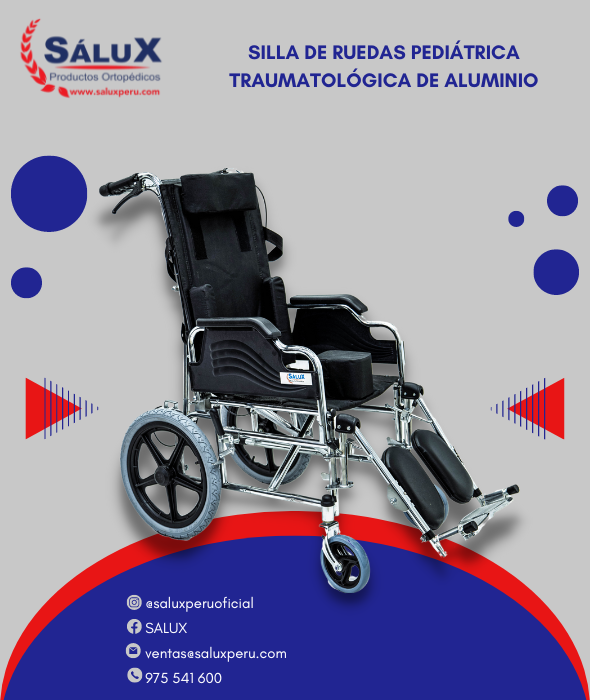 SÁLUX
Productos Ortopédicos
www.saluxperu.com
SILLA DE RUEDAS PEDIÁTRICA
TRAUMATOLÓGICA DE ALUMINIO
SÁLUX
@saluxperuoficial
SALUX
ventas@saluxperu.com
975 541 600